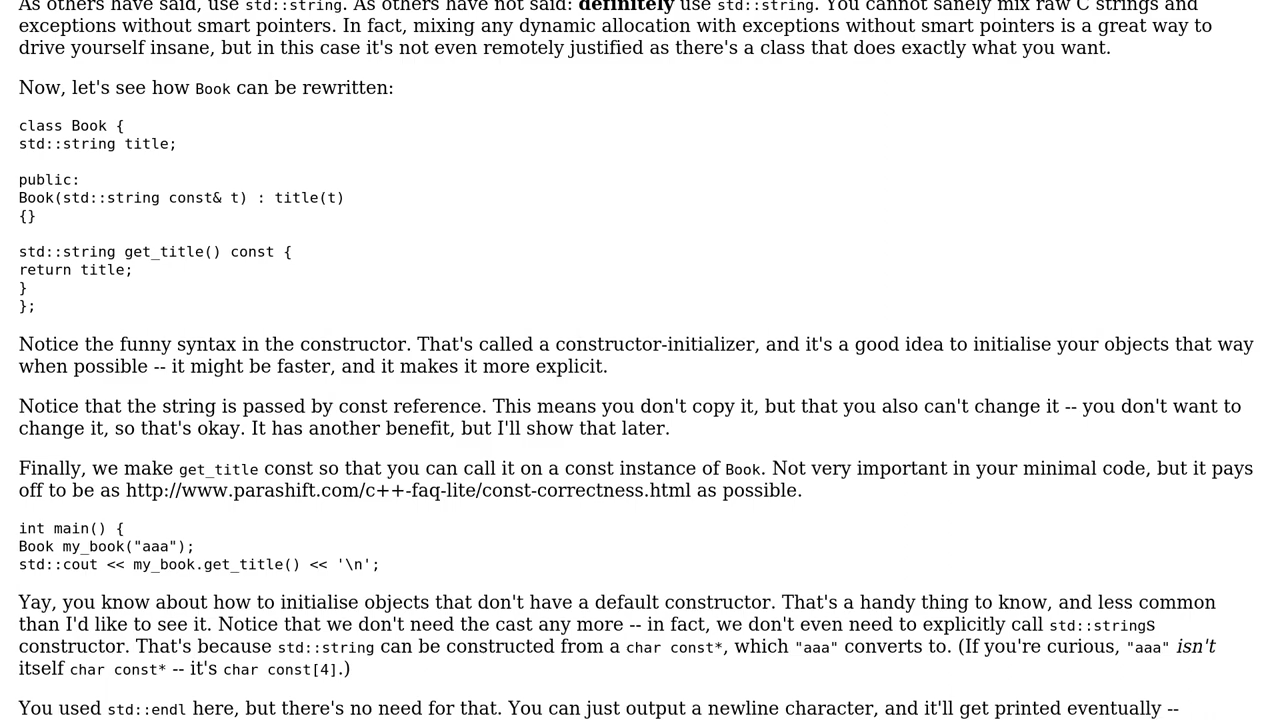 As others have said, use std::string. As others have not said: definitely use std::string. You cannot sanely mix raw C strings and
exceptions without smart pointers. In fact, mixing any dynamic allocation with exceptions without smart pointers is a great way to
drive yourself insane, but in this case it's not even remotely justified as there's a class that does exactly what you want.
Now, let's see how Book can be rewritten:
class Book {
std::string title;
public:
Book(std::string const& t) : title(t)
{}
std::string get_title() const {
return title;
}
};
Notice the funny syntax in the constructor. That's called a constructor-initializer, and it's a good idea to initialise your objects that way
when possible -- it might be faster, and it makes it more explicit.
Notice that the string is passed by const reference. This means you don't copy it, but that you also can't change it -- you don't want to
change it, so that's okay. It has another benefit, but I'll show that later.
Finally, we make get_title const so that you can call it on a const instance of Book. Not very important in your minimal code, but it pays
off to be as http://www.parashift.com/c++-faq-lite/const-correctness.html as possible.
int main() {
Book my_book("aaa");
std::cout << my_book.get_title() << '\n';
Yay, you know about how to initialise objects that don't have a default constructor. That's a handy thing to know, and less common
than I'd like to see it. Notice that we don't need the cast any more -- in fact, we don't even need to explicitly call std::strings
constructor. That's because std::string can be constructed from a char const*, which "aaa" converts to. (If you're curious, "aaa" isn't
itself char const* -- it's char const[4].)
You used std::endl here, but there's no need for that. You can just output a newline character, and it'll get printed eventually --